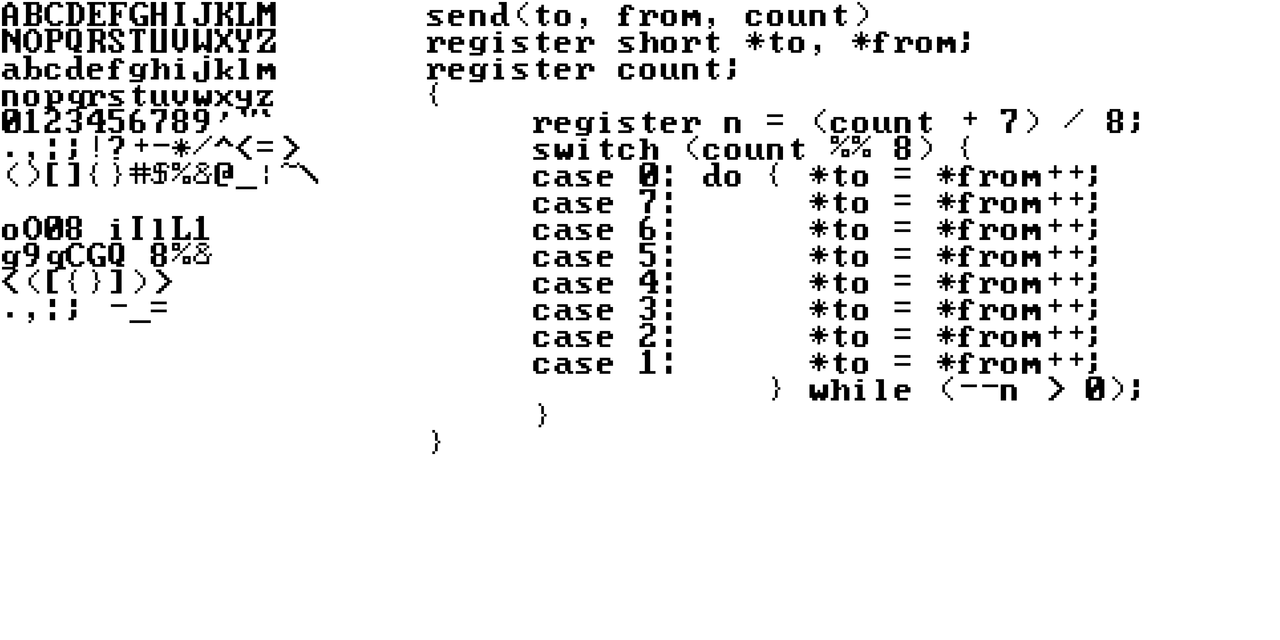 ABCDEFGHIJKLM
NOPQRSTUVWXYZ
abcdefghijklm
nopqrstuvwxyz
0123456789'"'`
.,:;!?+-*/^<=>
()[]{}#$%&@_¦~\
oO08 iIlL1
g9qCGQ 8%&
<([{}])>
.,:; -_=
send(to, from, count)
register short *to, *from;
register count;
{
    register n = (count + 7) / 8;
    switch (count %% 8) {
    case 0: do { *to = *from++;
    case 7:      *to = *from++;
    case 6:      *to = *from++;
    case 5:      *to = *from++;
    case 4:      *to = *from++;
    case 3:      *to = *from++;
    case 2:      *to = *from++;
    case 1:      *to = *from++;
             } while (--n > 0);
    }
}